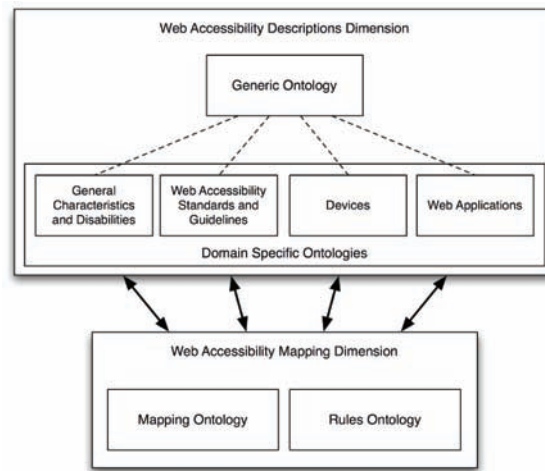 Web Accessibility Descriptions Dimension
Generic Ontology
General
Characteristics
and Disabilities
Web Accessibility
Standards and
Guidelines
Devices
Web Applications
Domain Specific Ontologies
Web Accessibility Mapping Dimension
Mapping Ontology
Rules Ontology